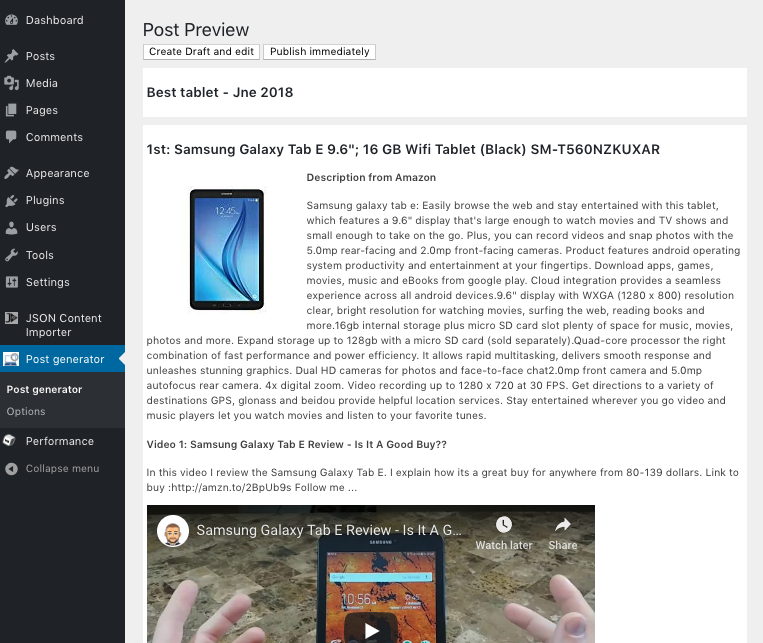 Dashboard
Posts
Media
Pages
Comments
Appearance
Plugins
Users
Tools
Settings
JSON Content
Importer
Post generator
Post generator
Options
Performance
Collapse menu
Post Preview
Create Draft and edit Publish immediately
Best tablet - Jne 2018
1st: Samsung Galaxy Tab E 9.6"; 16 GB Wifi Tablet (Black) SM-T560NZKUXAR
12:45
Description from Amazon
Samsung galaxy tab e: Easily browse the web and stay entertained with this tablet,
which features a 9.6" display that's large enough to watch movies and TV shows and
small enough to take on the go. Plus, you can record videos and snap photos with the
5.0mp rear-facing and 2.0mp front-facing cameras. Product features android operating
system productivity and entertainment at your fingertips. Download apps, games,
movies, music and eBooks from google play. Cloud integration provides a seamless
experience across all android devices.9.6" display with WXGA (1280 x 800) resolution
clear, bright resolution for watching movies, surfing the web, reading books and
more.16gb internal storage plus micro SD card slot plenty of space for music, movies,
photos and more. Expand storage up to 128gb with a micro SD card (sold separately).Quad-core processor the right
combination of fast performance and power efficiency. It allows rapid multitasking, delivers smooth response and
unleashes stunning graphics. Dual HD cameras for photos and face-to-face chat2.0mp front camera and 5.0mp
autofocus rear camera. 4x digital zoom. Video recording up to 1280 x 720 at 30 FPS. Get directions to a variety of
destinations GPS, glonass and beidou provide helpful location services. Stay entertained wherever you go video and
music players let you watch movies and listen to your favorite tunes.
Video 1: Samsung Galaxy Tab E Review - Is It A Good Buy??
In this video I review the Samsung Galaxy Tab E. I explain how its a great buy for anywhere from 80-139 dollars. Link to
buy :http://amzn.to/2BpUb9s Follow me ...
Samsung Galaxy Tab E Review - Is It A G...
Watch later Share
SAMSUNG
10:56